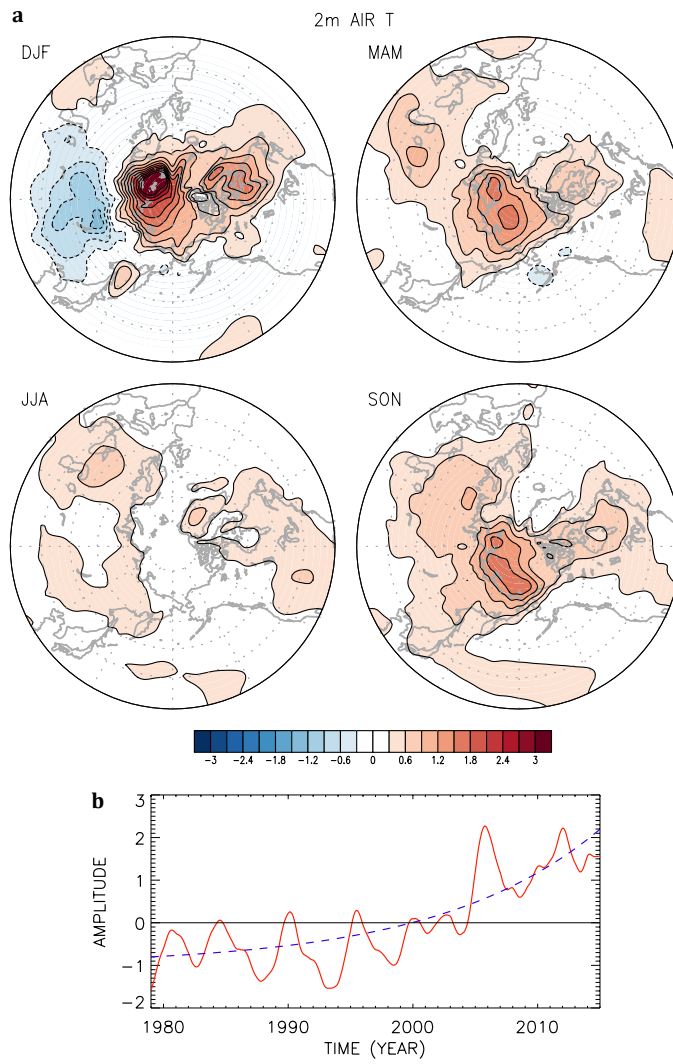 a
2m AIR T
DJF
MAM
JJA
SON
-3 -2.4 -1.8 -1.2 -0.6 0 0.6 1.2 1.8 2.4 3
b
3
2
1
0
-1
-2
AMPLITUDE
1980 1990 2000 2010
TIME (YEAR)